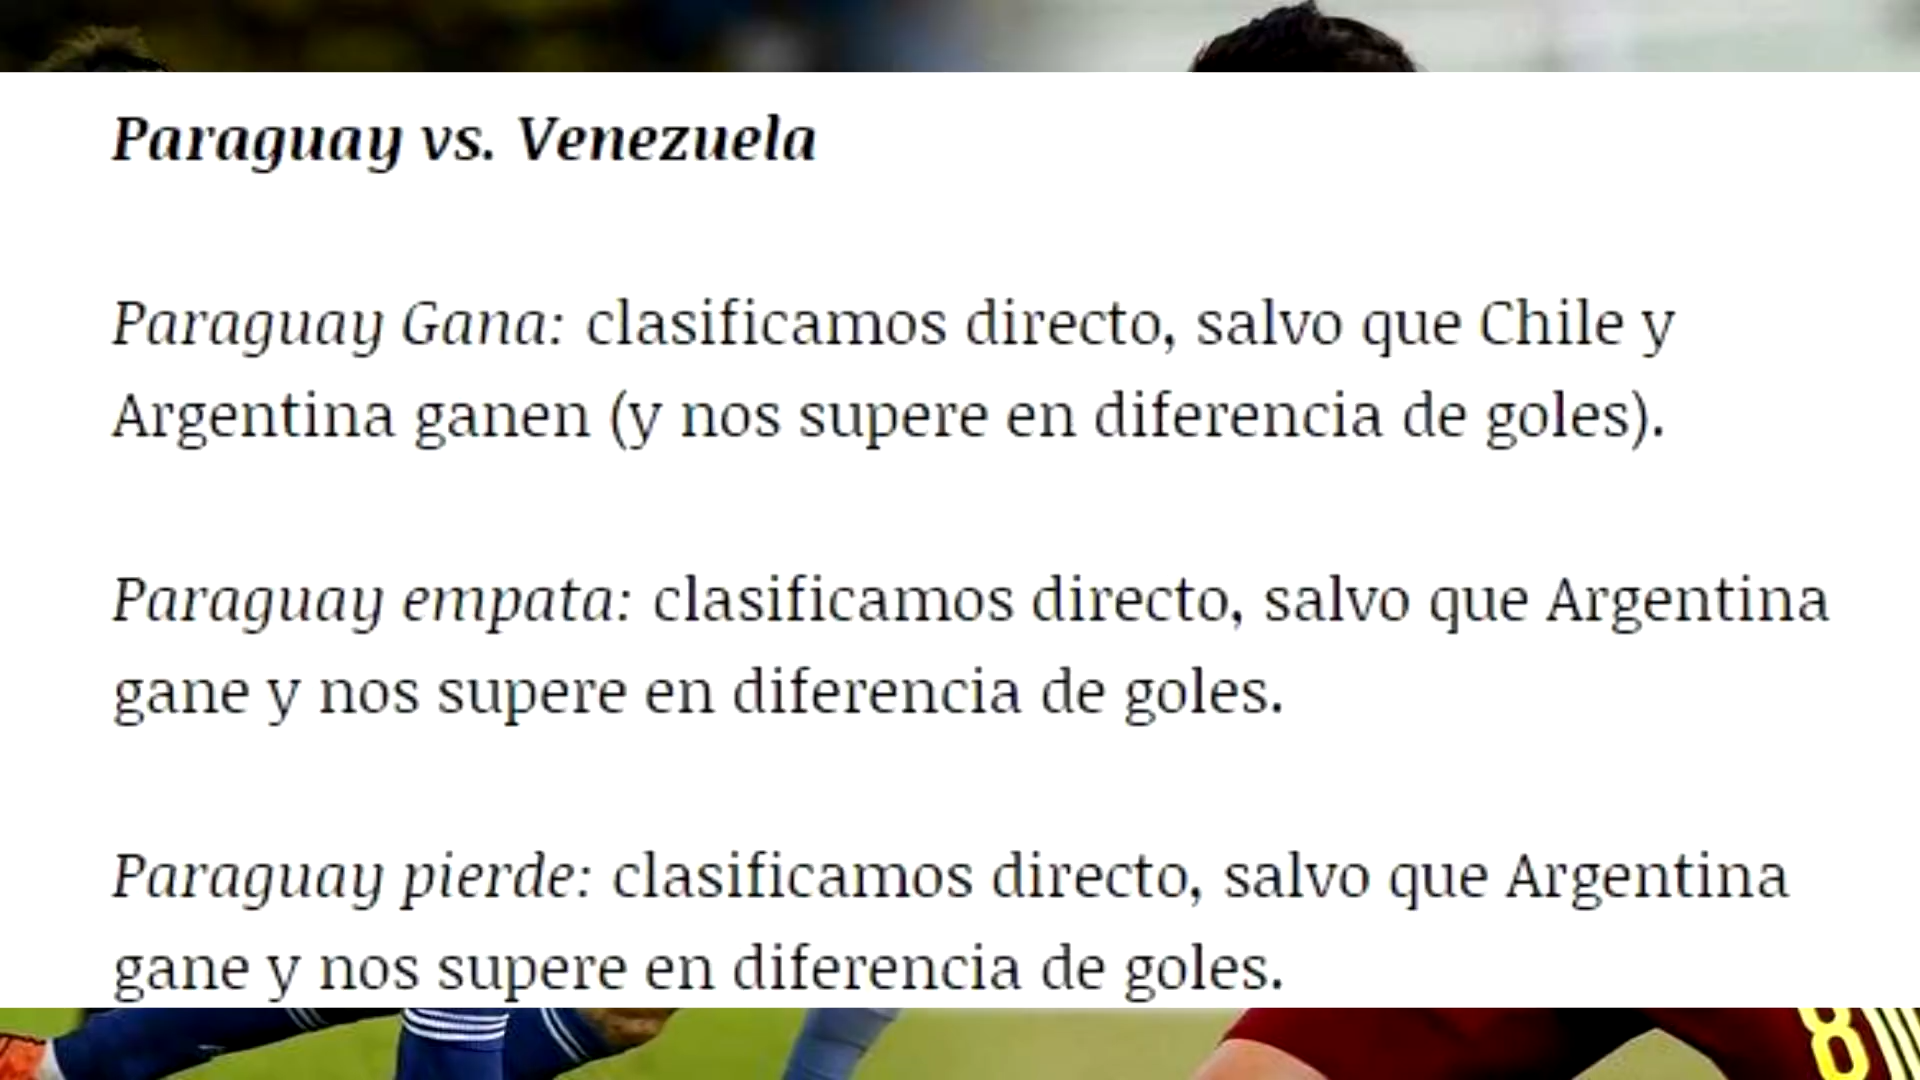 Paraguay vs. Venezuela
Paraguay Gana: clasificamos directo, salvo que Chile y
Argentina ganen (y nos supere en diferencia de goles).
Paraguay empata: clasificamos directo, salvo que Argentina
gane y nos supere en diferencia de goles.
Paraguay pierde: clasificamos directo, salvo que Argentina
gane y nos supere en diferencia de goles.
8